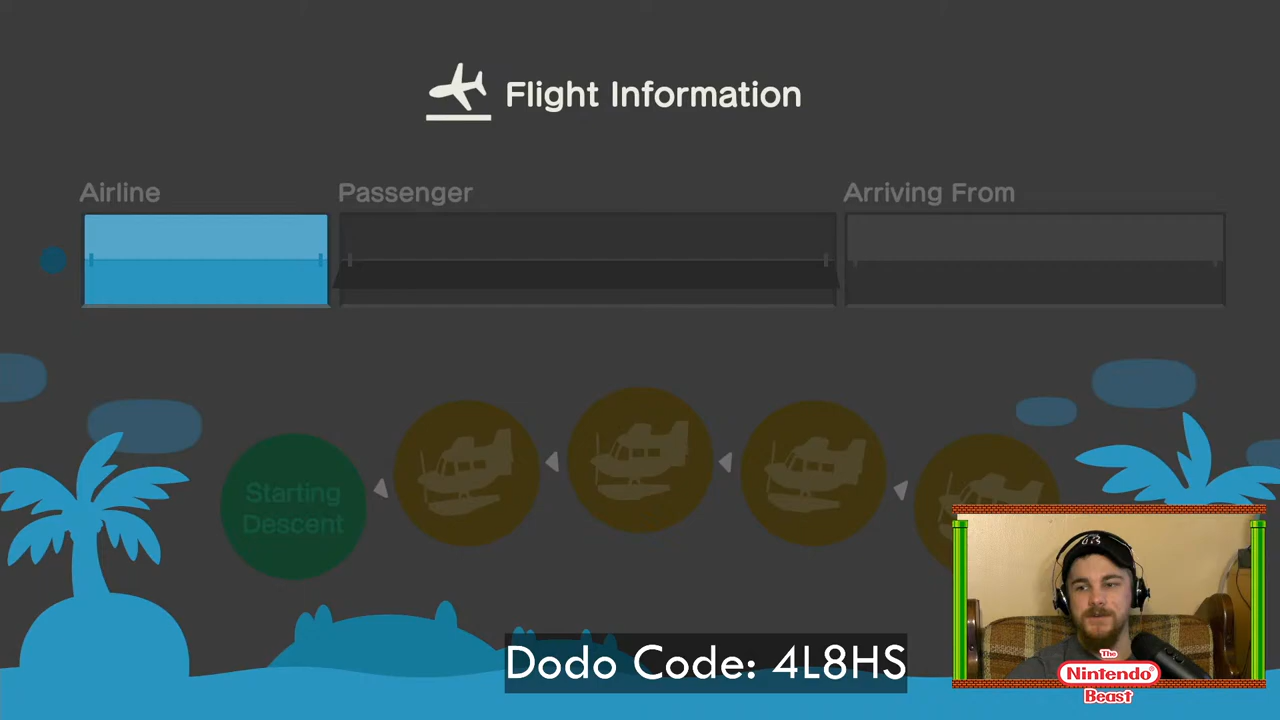 Flight Information
Airline
Passenger
Arriving From
Starting
Descent
Dodo Code: 4L8HS
The
Nintendo
Beast